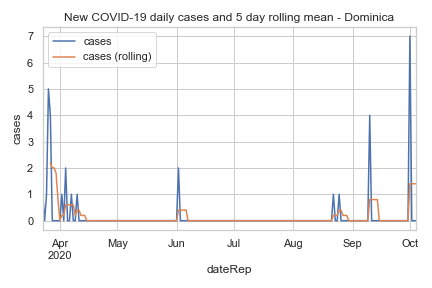 New COVID-19 daily cases and 5 day rolling mean - Dominica
cases
cases (rolling)
7
6
5
4
3
2
1
0
cases
Apr May Jun Jul Aug Sep Oct
2020
dateRep